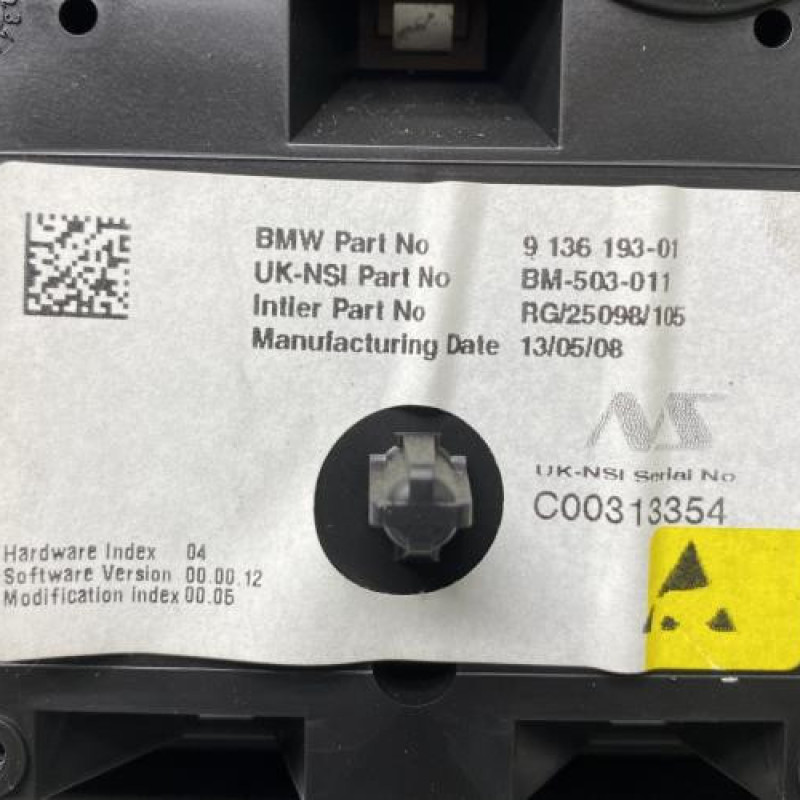 BMW Part No 9 136 193-01
UK-NSI Part No BM-503-011
Intier Part No RG/25098/105
Manufacturing Date 13/05/08
NS
UK-NSI Serial No
C00313354
Hardware Index 04
Software Version 00.00.12
Modification index 00.05